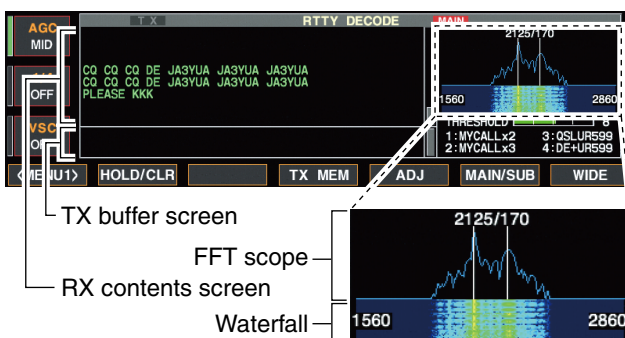 AGC
MID
TX
RTTY DECODE
MAIN
2125/170
CQ CQ CQ DE JA3YUA JA3YUA JA3YUA
CQ CQ CQ DE JA3YUA JA3YUA JA3YUA
PLEASE KKK
OFF
1560
2860
VSC
THRESHOLD
8
1:MYCALLx2
3:QSLUR599
2:MYCALLx3
4:DE+UR599
<MENU1>
HOLD/CLR
TX MEM
ADJ
MAIN/SUB
WIDE
TX buffer screen
2125/170
FFT scope
RX contents screen
Waterfall
1560
2860